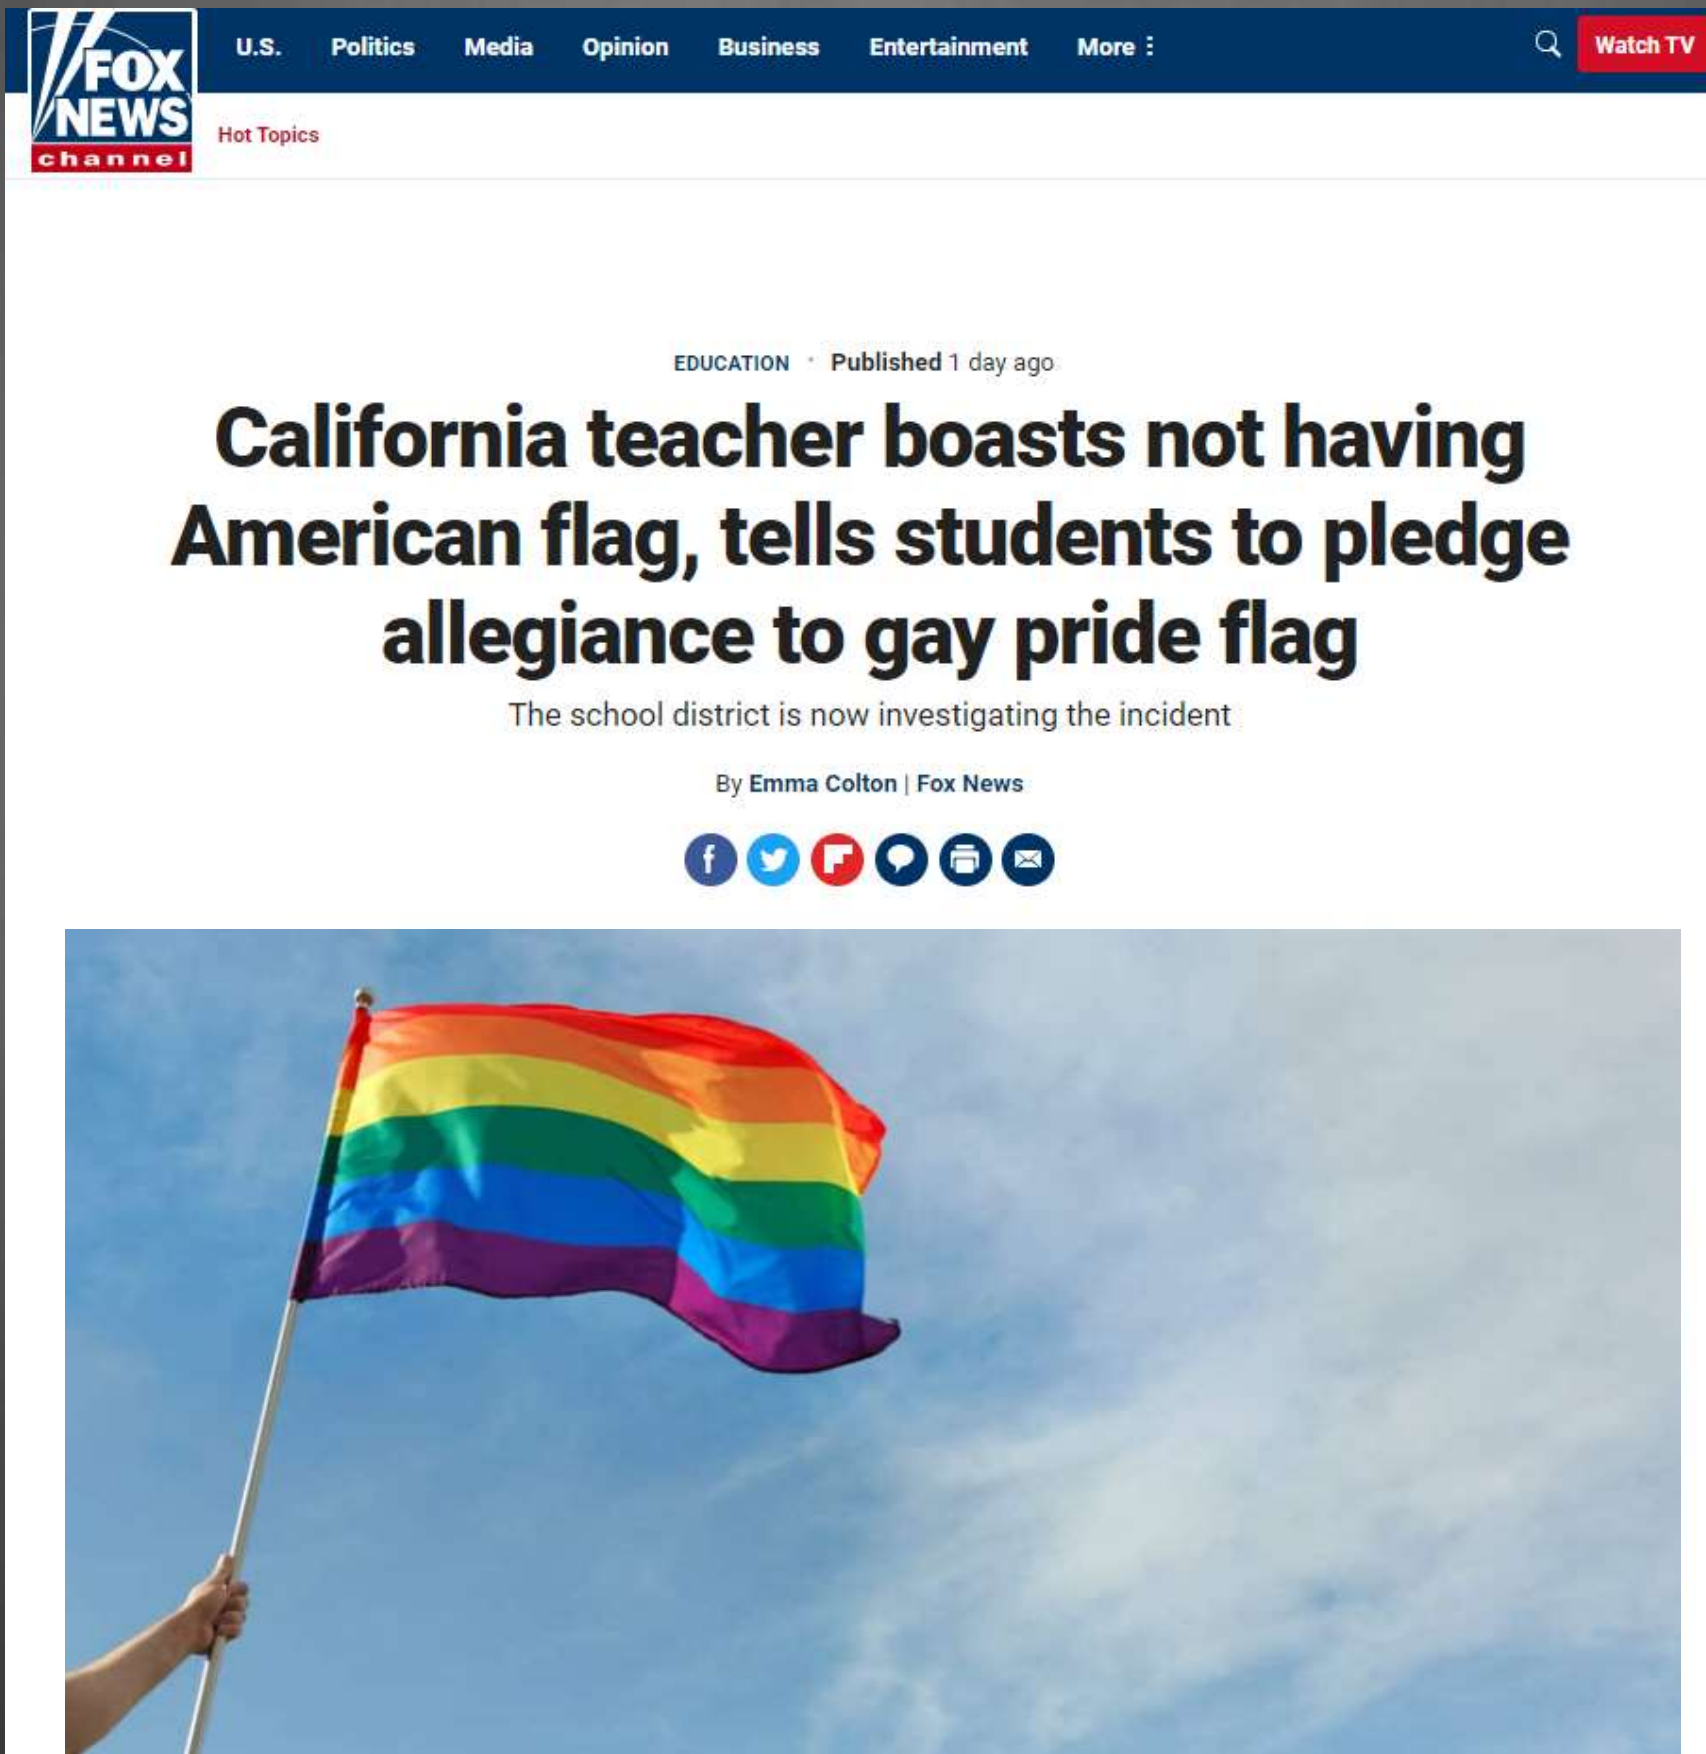 FOX
NEWS
channel
U.S. Politics Media Opinion Business Entertainment More
Watch TV
Hot Topics
EDUCATION · Published 1 day ago
California teacher boasts not having
American flag, tells students to pledge
allegiance to gay pride flag
The school district is now investigating the incident
By Emma Colton | Fox News